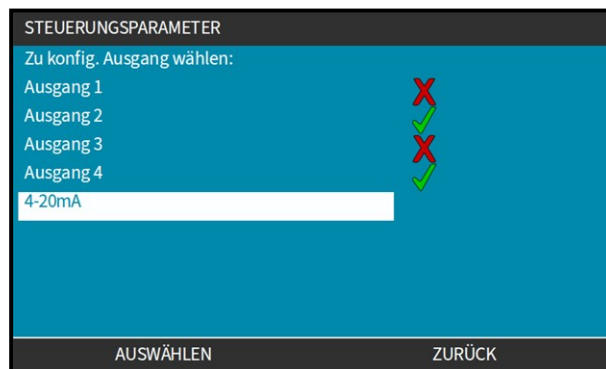 STEUERUNGSPARAMETER
Zu konfig. Ausgang wählen:
Ausgang 1
Ausgang 2
Ausgang 3
Ausgang 4
4-20mA
AUSWÄHLEN ZURÜCK